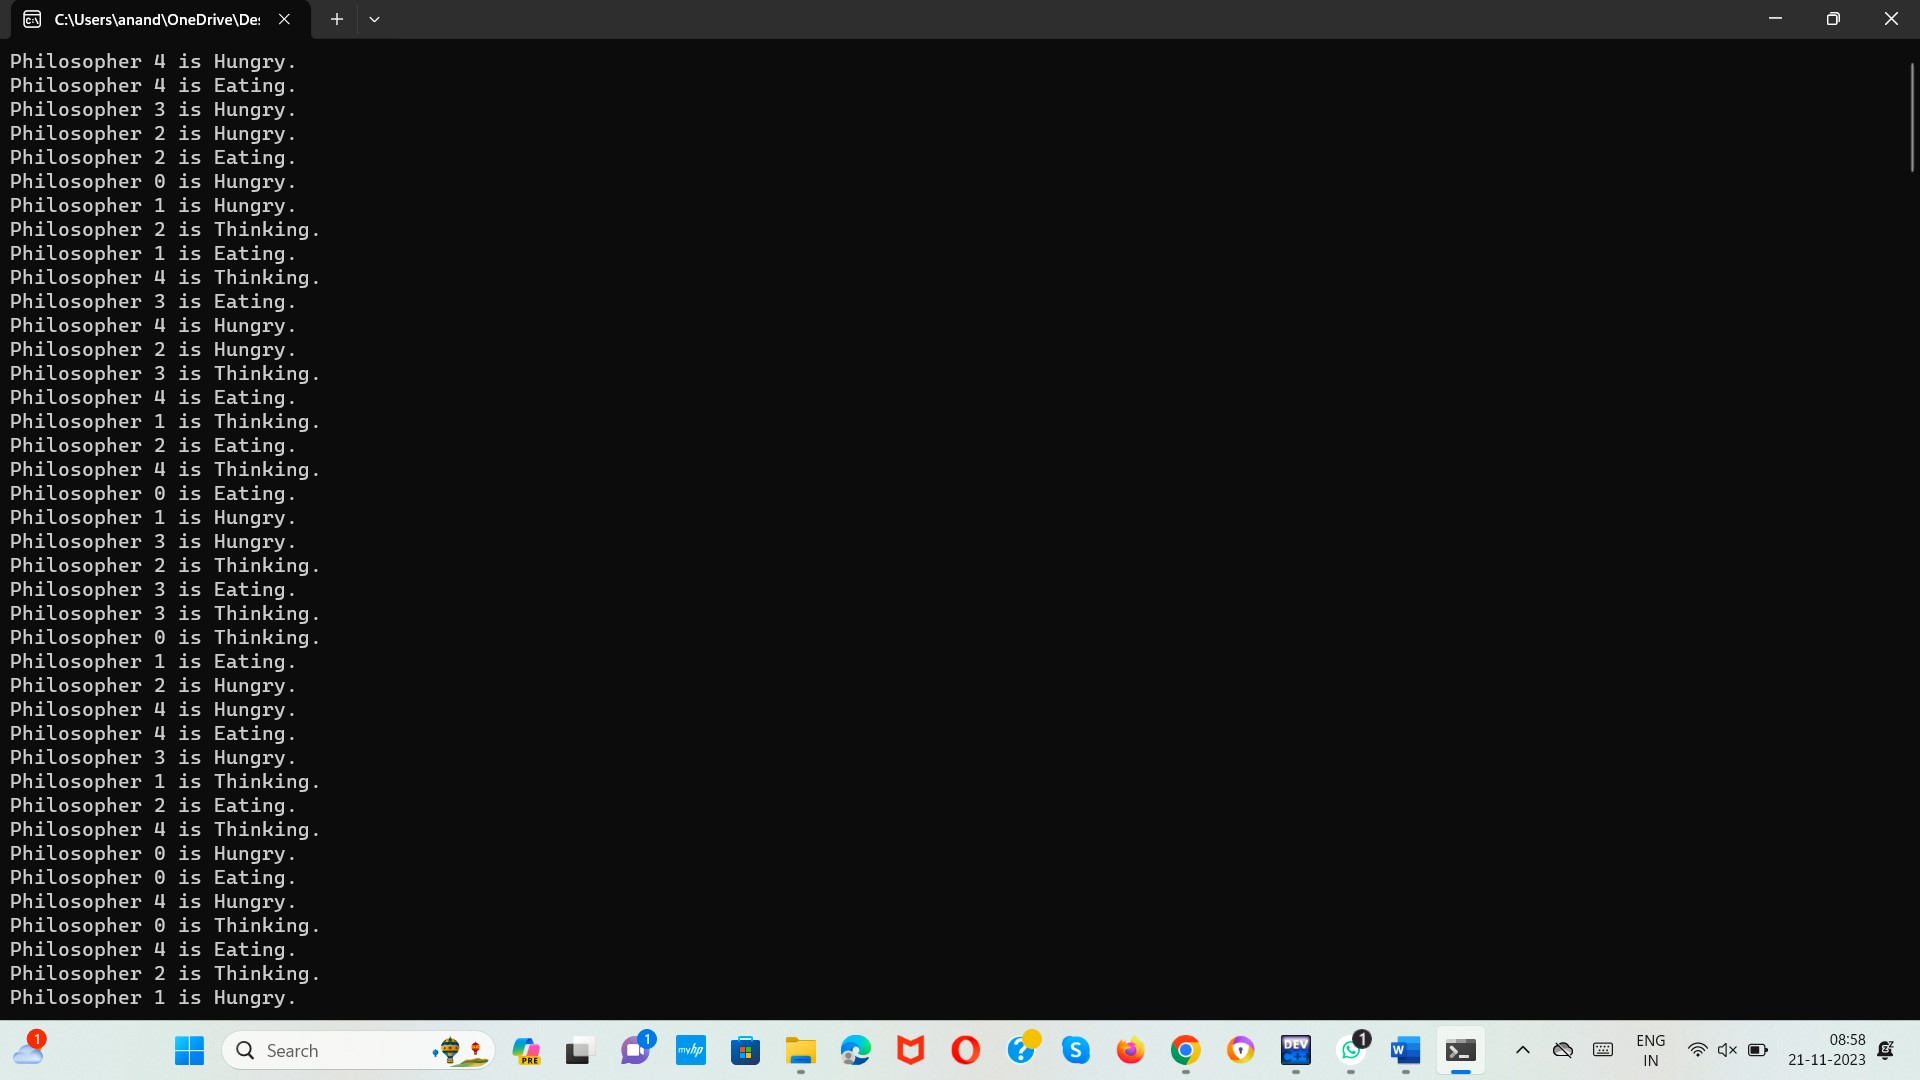 C:\Users\anand\OneDrive\De
Philosopher 4 is Hungry.
Philosopher 4 is Eating.
Philosopher 3 is Hungry.
Philosopher 2 is Hungry.
Philosopher 2 is Eating.
Philosopher 0 is Hungry.
Philosopher 1 is Hungry.
Philosopher 2 is Thinking.
Philosopher 1 is Eating.
Philosopher 4 is Thinking.
Philosopher 3 is Eating.
Philosopher 4 is Hungry.
Philosopher 2 is Hungry.
Philosopher 3 is Thinking.
Philosopher 4 is Eating.
Philosopher 1 is Thinking.
Philosopher 2 is Eating.
Philosopher 4 is Thinking.
Philosopher 0 is Eating.
Philosopher 1 is Hungry.
Philosopher 3 is Hungry.
Philosopher 2 is Thinking.
Philosopher 3 is Eating.
Philosopher 3 is Thinking.
Philosopher 0 is Thinking.
Philosopher 1 is Eating.
Philosopher 2 is Hungry.
Philosopher 4 is Hungry.
Philosopher 4 is Eating.
Philosopher 3 is Hungry.
Philosopher 1 is Thinking.
Philosopher 2 is Eating.
Philosopher 4 is Thinking.
Philosopher 0 is Hungry.
Philosopher 0 is Eating.
Philosopher 4 is Hungry.
Philosopher 0 is Thinking.
Philosopher 4 is Eating.
Philosopher 2 is Thinking.
Philosopher 1 is Hungry.
1
Search
PRE
1
myhp
DEV
C++
1
W
ENG
IN
08:58
21-11-2023